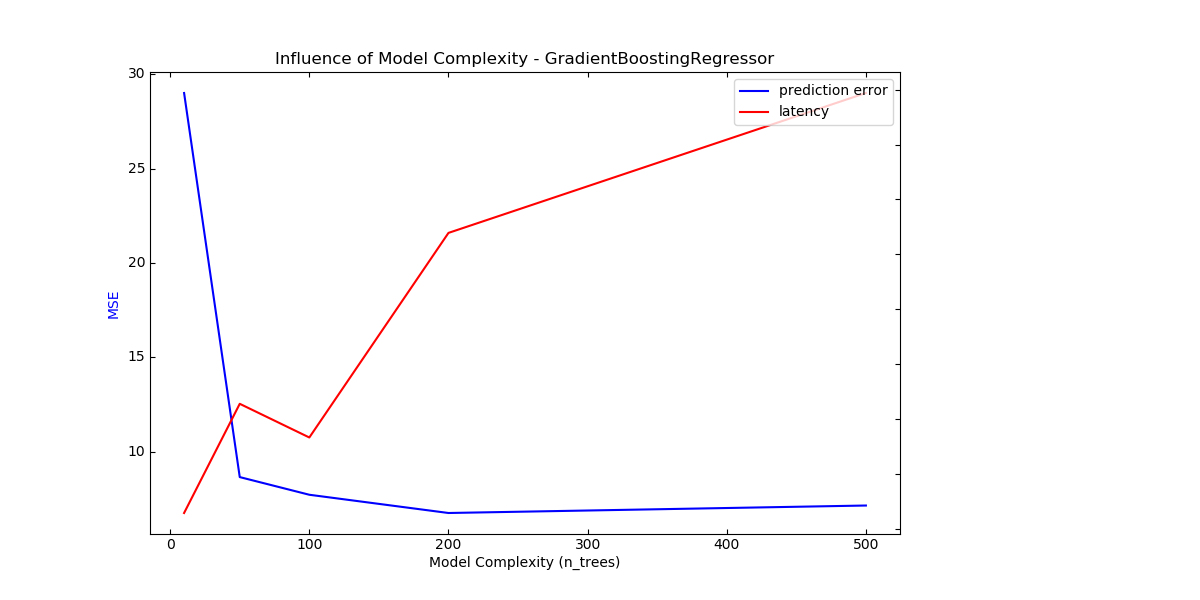 Influence of Model Complexity - GradientBoostingRegressor
30
25
20
15
10
MSE
prediction error
latency
0 100 200 300 400 500
Model Complexity (n_trees)